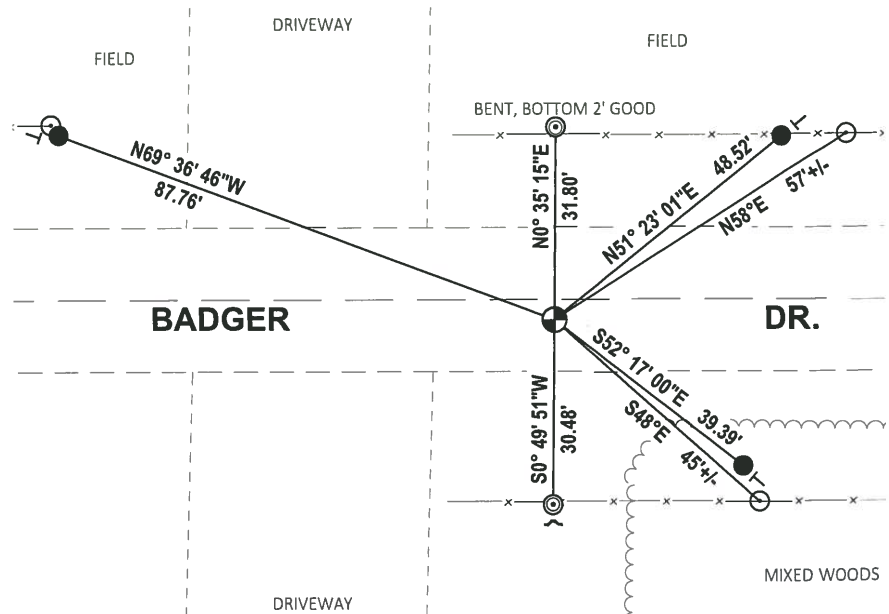 DRIVEWAY
FIELD
FIELD
BENT, BOTTOM 2' GOOD
N69° 36' 46"W
87.76'
N0° 35' 15"E
31.80'
N51° 23' 01"E 48.52'
N58°E 57'+/-
BADGER DR.
S52° 17' 00"E 39.39'
S48°E 45'+/-
S0° 49' 51"W
30.48'
MIXED WOODS
DRIVEWAY